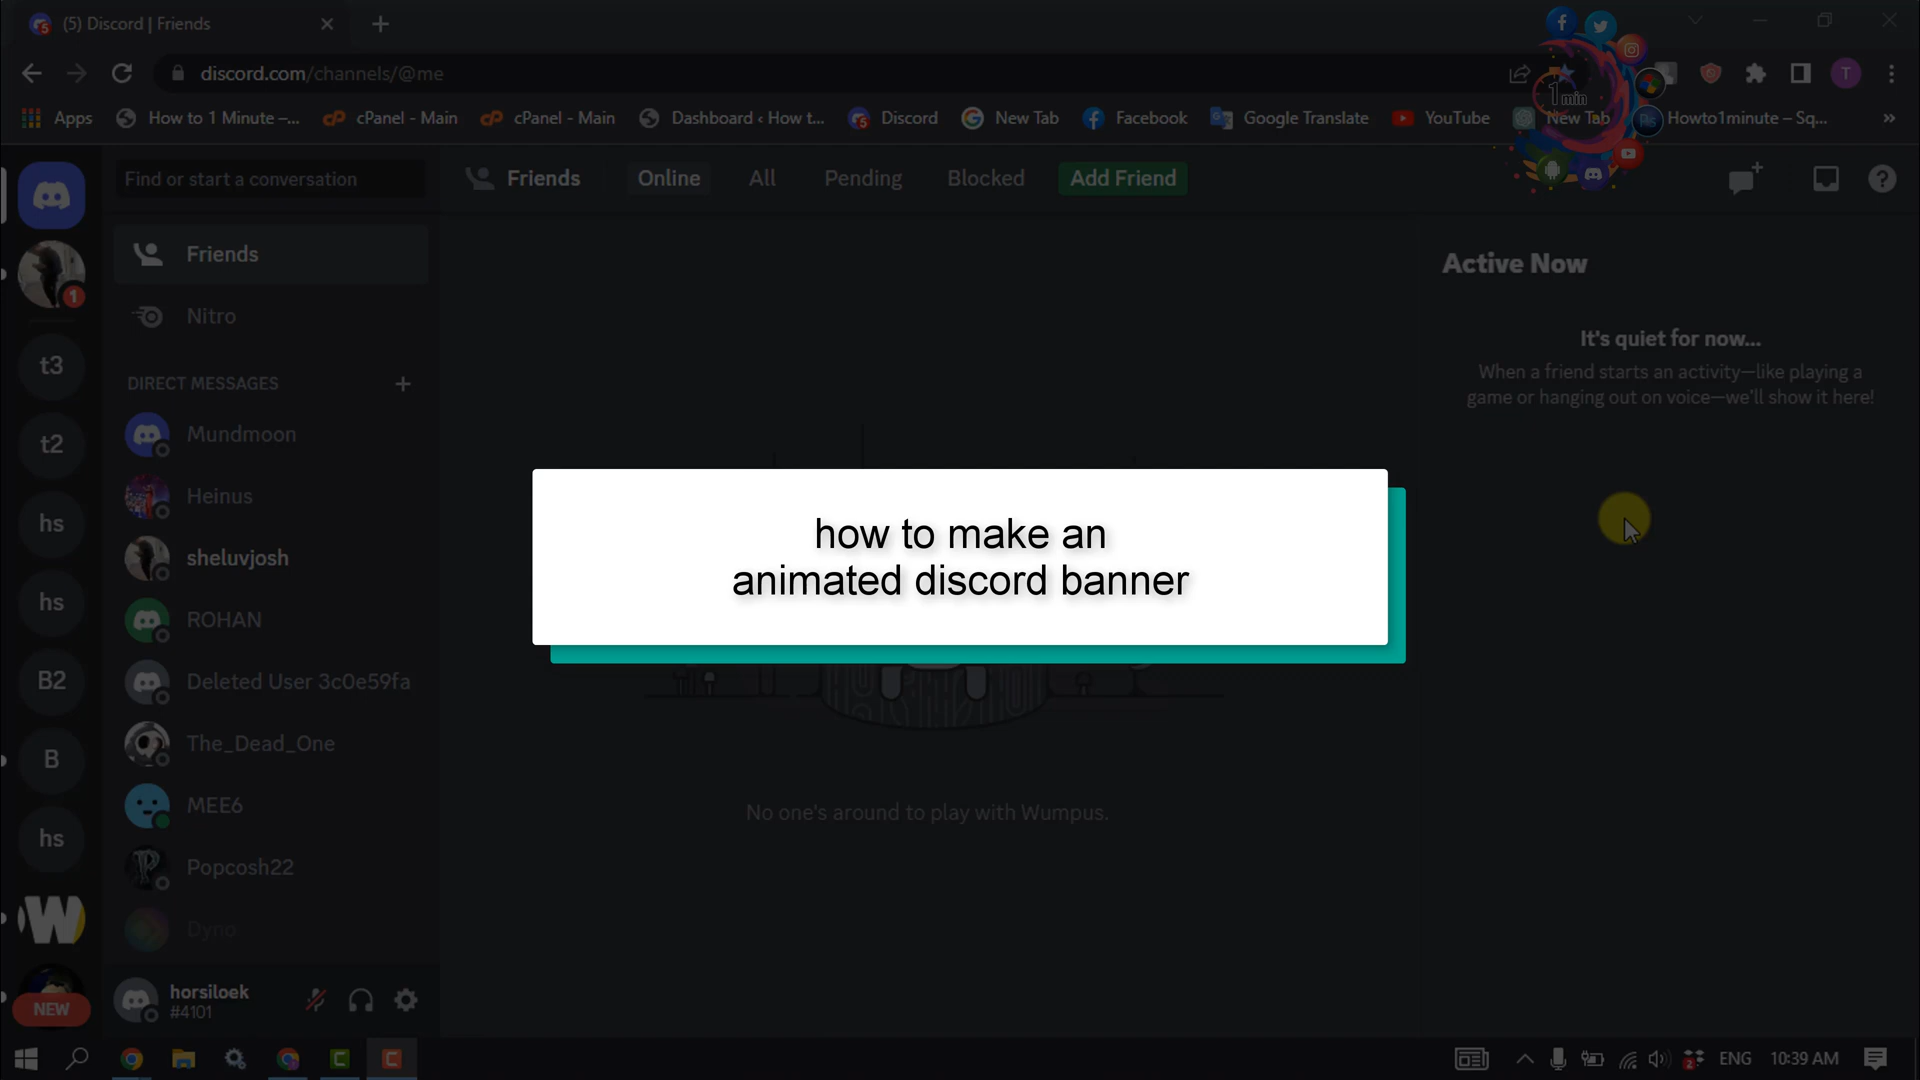 (5) Discord | Friends
discord.com/channels/@me
T
Apps
How to 1 Minute –...
cPanel - Main
cPanel - Main
Dashboard ‹ How t...
Discord
New Tab
Facebook
Google Translate
YouTube
New Tab
Howto1minute – Sq...
1 min
Find or start a conversation
Friends
Online
All
Pending
Blocked
Add Friend
Friends
Nitro
DIRECT MESSAGES
Mundmoon
Heinus
sheluvjosh
ROHAN
Deleted User 3c0e59fa
The_Dead_One
MEE6
Popcosh22
Dyno
1
t3
t2
hs
hs
B2
B
hs
W
NEW
horsiloek
#4101
Active Now
It's quiet for now...
When a friend starts an activity—like playing a
game or hanging out on voice—we'll show it here!
how to make an
animated discord banner
No one's around to play with Wumpus.
ENG
10:39 AM